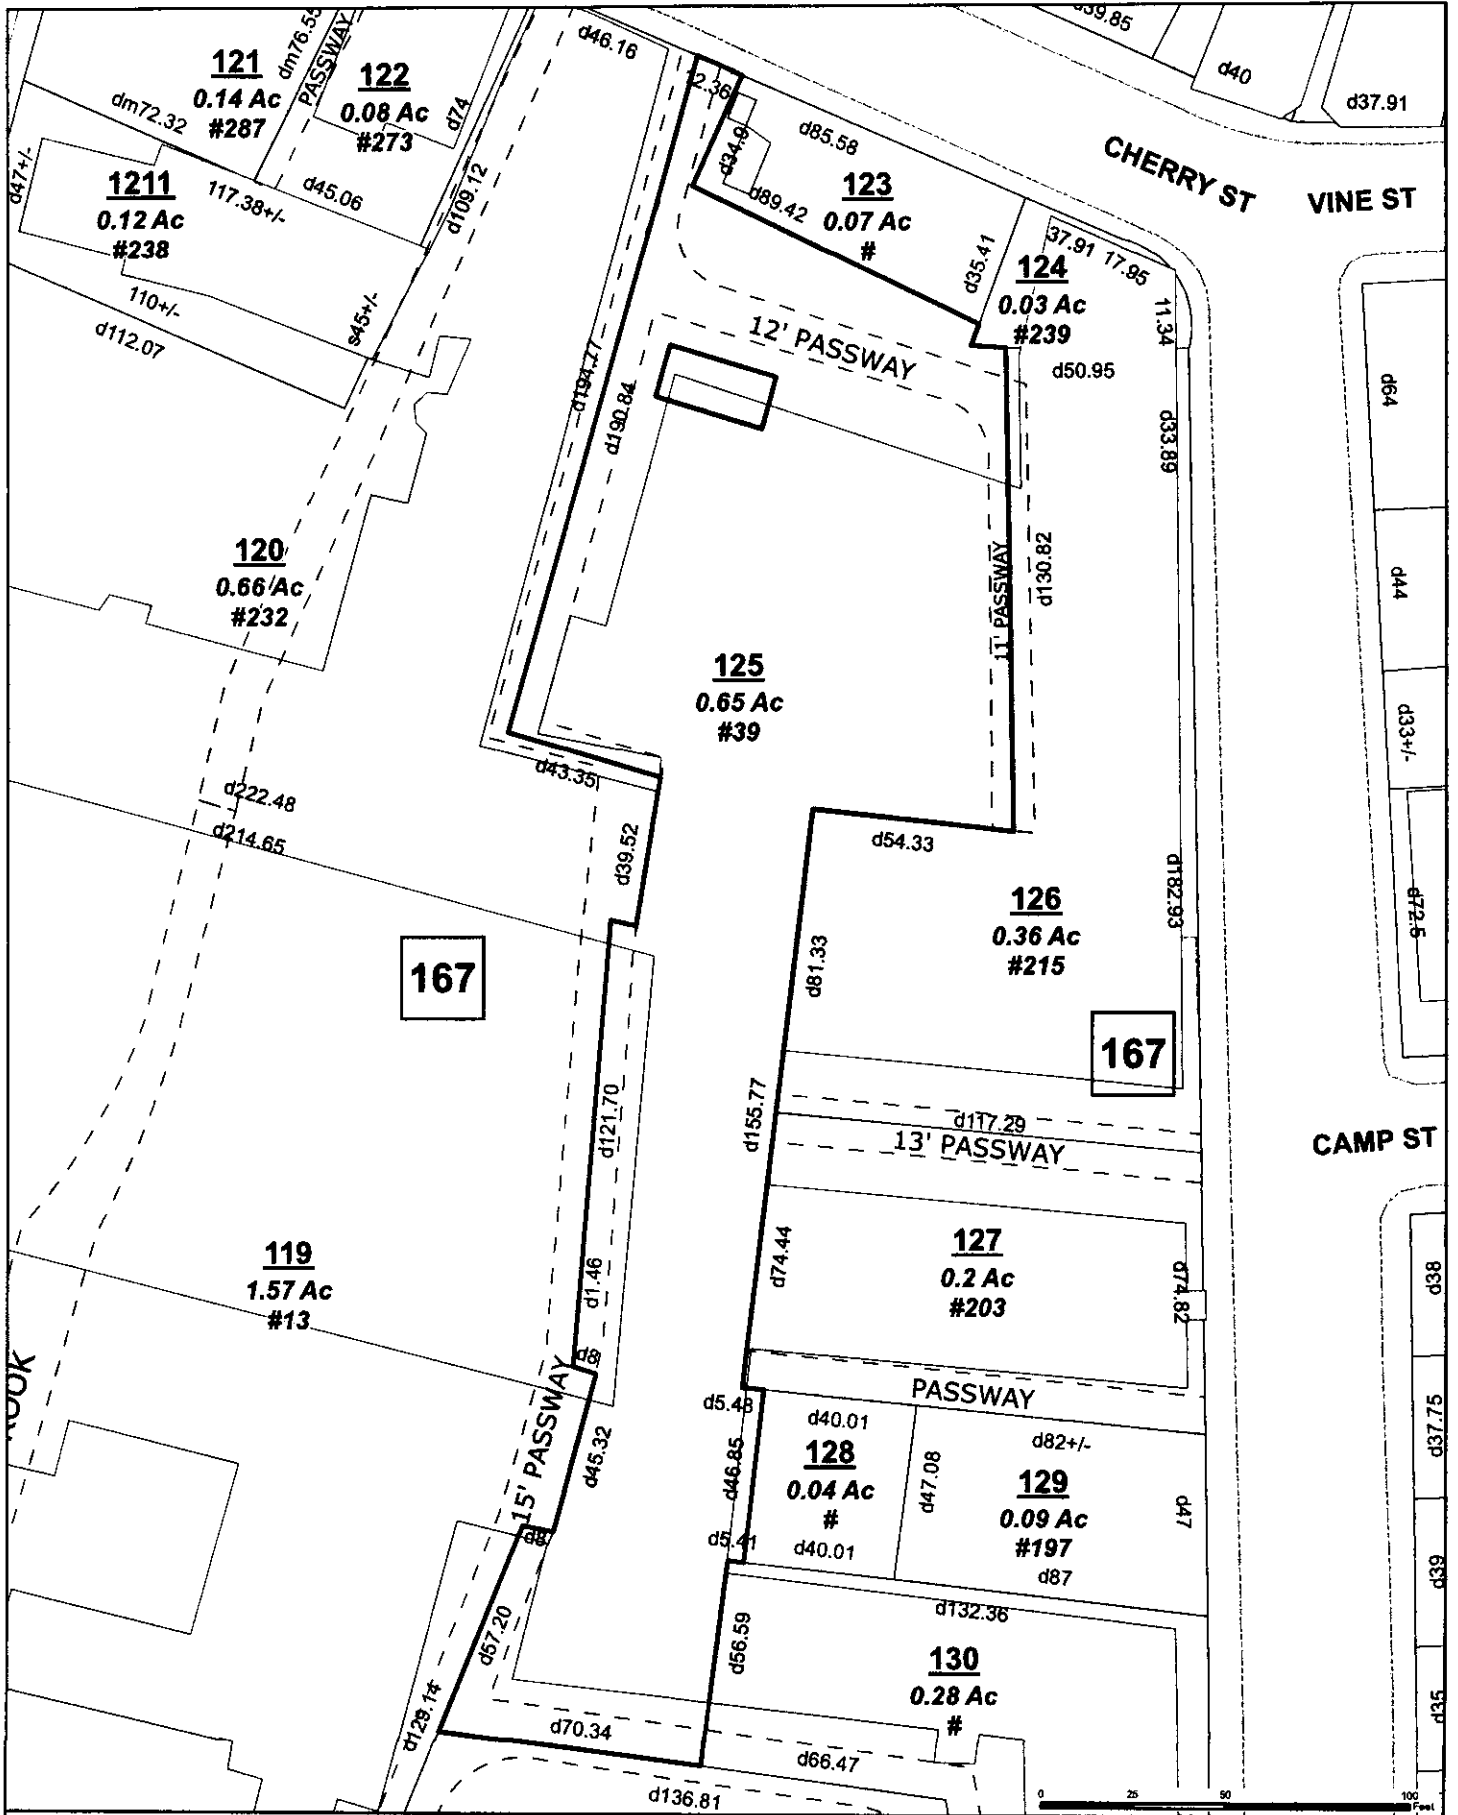 d46.16
d39.85
d40
d37.91
121
0.14 Ac
#287
dm76.55
PASSWAY
122
0.08 Ac
#273
d74
dm72.32
d47+/-
1211
0.12 Ac
#238
117.38+/-
d45.06
d109.12
110+/-
d112.07
s45+/-
12.36
d34.9
d85.58
d89.42
123
0.07 Ac
#
d35.41
CHERRY ST
VINE ST
37.91
17.95
124
0.03 Ac
#239
11.34
d50.95
d33.89
d64
12' PASSWAY
d194.77
d190.84
120
0.66 Ac
#232
11' PASSWAY
d130.82
d44
125
0.65 Ac
#39
d33+/-
d43.35
d222.48
d214.65
d39.52
d54.33
126
0.36 Ac
#215
d182.93
d72.5
d81.33
167
167
d121.70
d155.77
d117.29
13' PASSWAY
CAMP ST
119
1.57 Ac
#13
d1.46
d74.44
127
0.2 Ac
#203
d74.82
d38
d8
15' PASSWAY
PASSWAY
d5.43
d40.01
d82+/-
d37.75
128
0.04 Ac
#
d46.85
d45.32
d47.08
129
0.09 Ac
#197
d47
d8
d5.41
d40.01
d87
d39
d132.36
d57.20
d56.59
130
0.28 Ac
#
d35
d129.14
d70.34
d66.47
d136.81
0 25 50 100
Feet